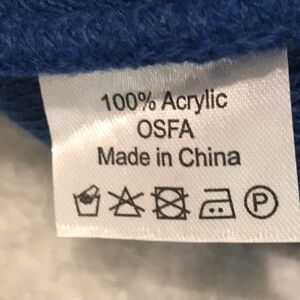 100% Acrylic
OSFA
Made in China
P